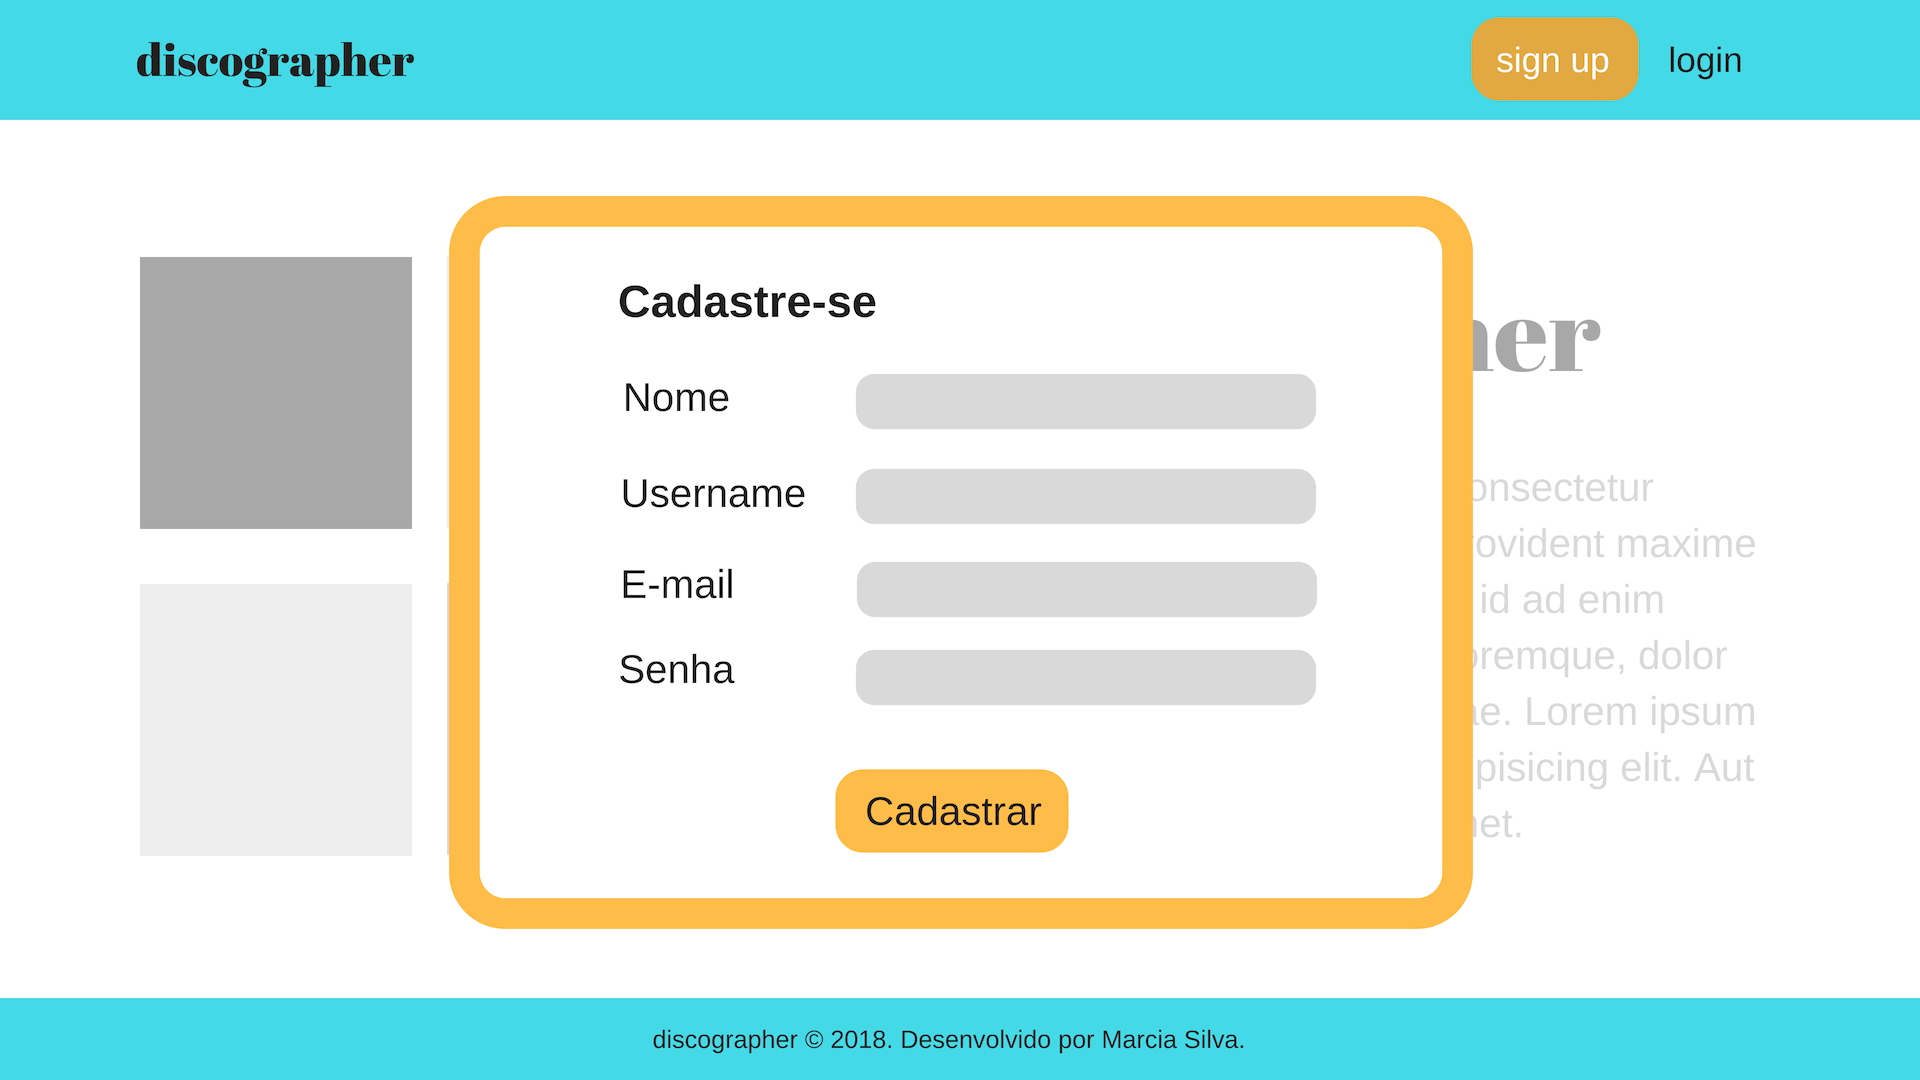 discographer
sign up
login
Cadastre-se
Nome
Username
E-mail
Senha
Cadastrar
er
onsectetur
ovident maxime
id ad enim
oremque, dolor
e. Lorem ipsum
pisicing elit. Aut
et.
discographer © 2018. Desenvolvido por Marcia Silva.